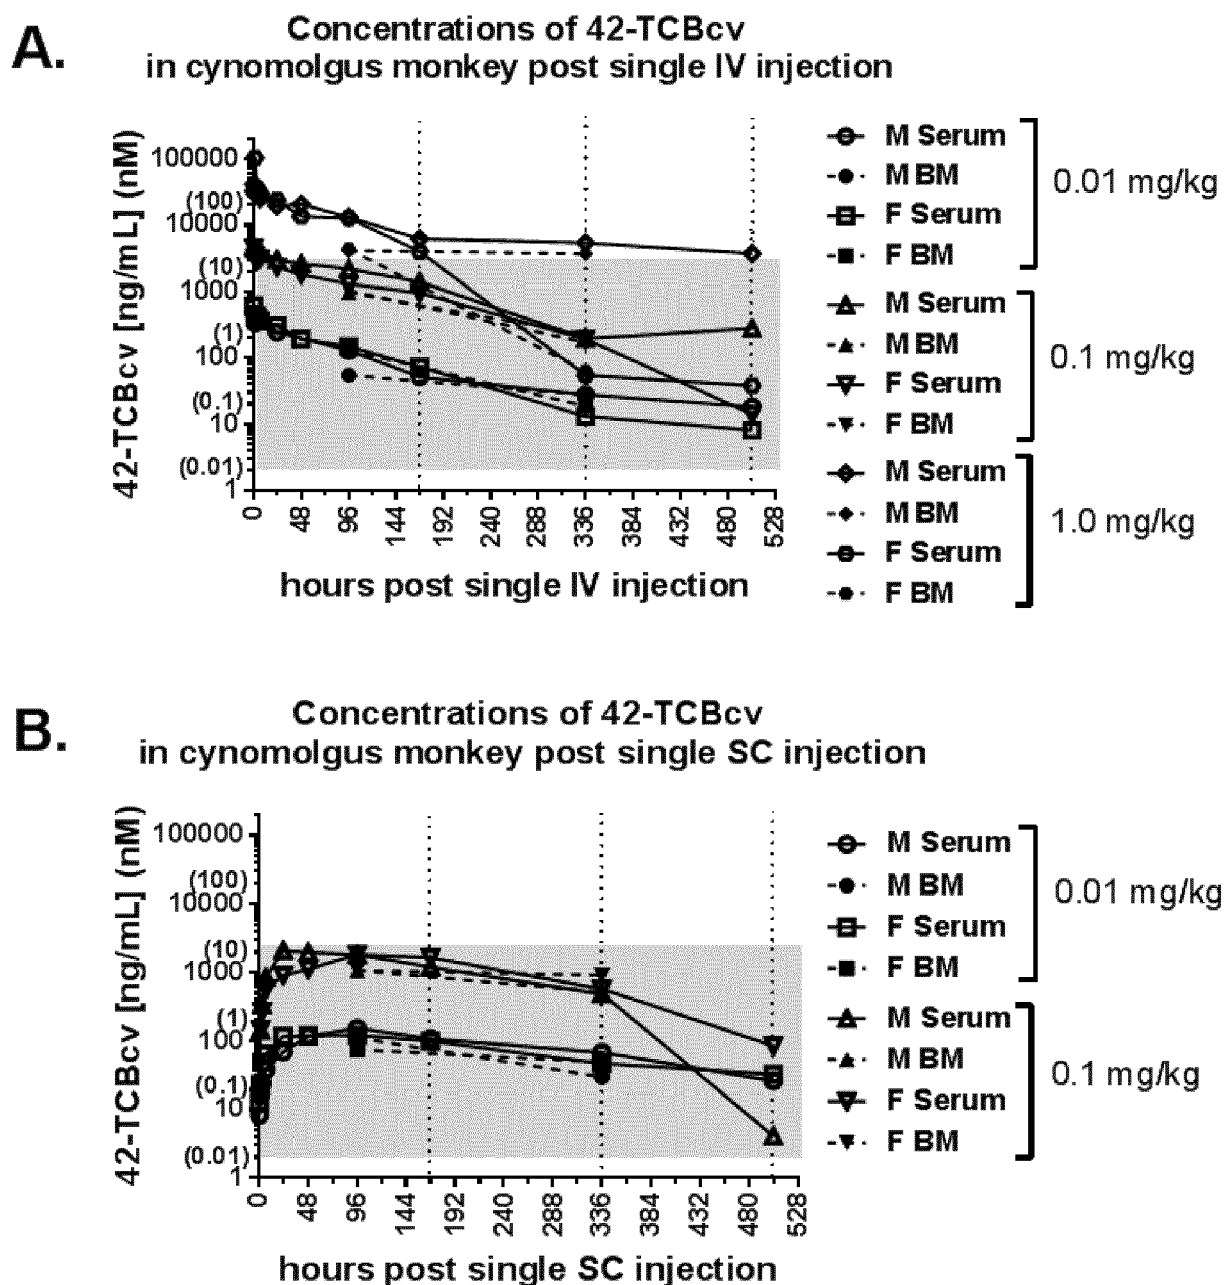 A.
Concentrations of 42-TCBcv
in cynomolgus monkey post single IV injection
42-TCBcv [ng/mL] (nM)
100000
(100)
10000
(10)
1000
(1)
100
(0.1)
10
(0.01)
1
0 48 96 144 192 240 288 336 384 432 480 528
hours post single IV injection
M Serum
M BM
F Serum
F BM
0.01 mg/kg
M Serum
M BM
F Serum
F BM
0.1 mg/kg
M Serum
M BM
F Serum
F BM
1.0 mg/kg
B.
Concentrations of 42-TCBcv
in cynomolgus monkey post single SC injection
42-TCBcv [ng/mL] (nM)
100000
(100)
10000
(10)
1000
(1)
100
(0.1)
10
(0.01)
1
0 48 96 144 192 240 288 336 384 432 480 528
hours post single SC injection
M Serum
M BM
F Serum
F BM
0.01 mg/kg
M Serum
M BM
F Serum
F BM
0.1 mg/kg